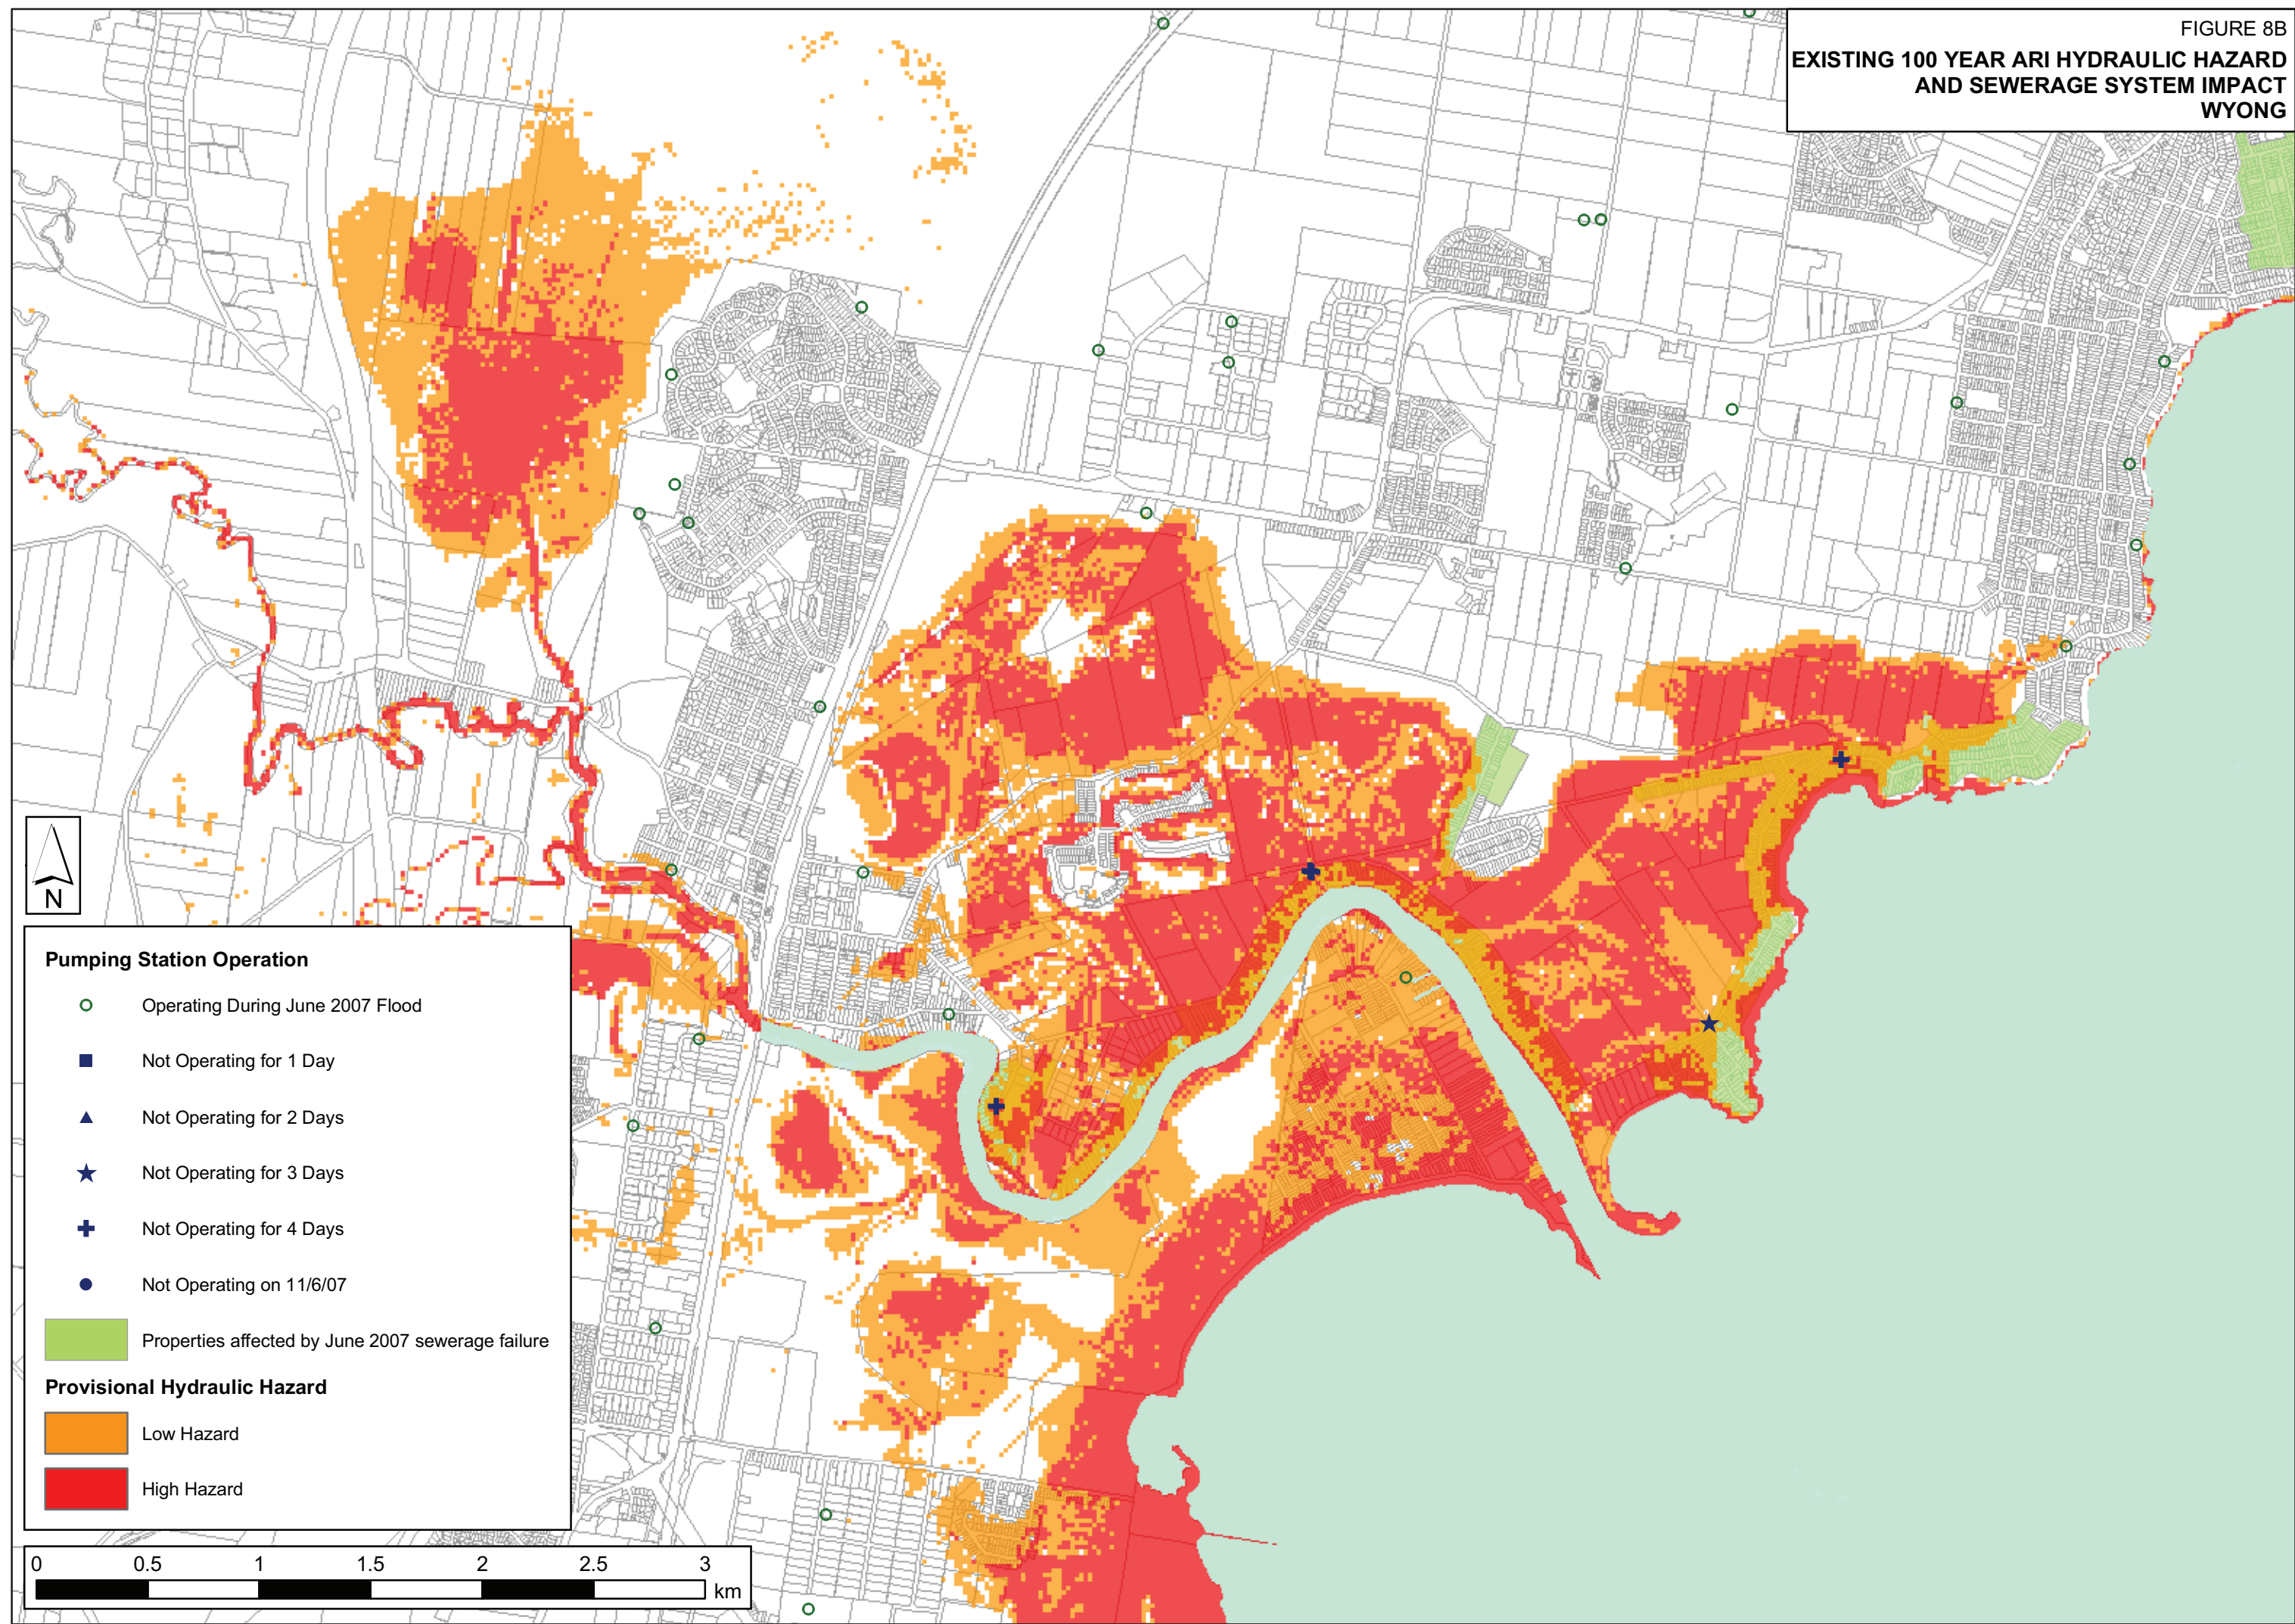 FIGURE 8B
EXISTING 100 YEAR ARI HYDRAULIC HAZARD
AND SEWERAGE SYSTEM IMPACT
WYONG
N
Pumping Station Operation
Operating During June 2007 Flood
Not Operating for 1 Day
Not Operating for 2 Days
Not Operating for 3 Days
Not Operating for 4 Days
Not Operating on 11/6/07
Properties affected by June 2007 sewerage failure
Provisional Hydraulic Hazard
Low Hazard
High Hazard
0 0.5 1 1.5 2 2.5 3
km